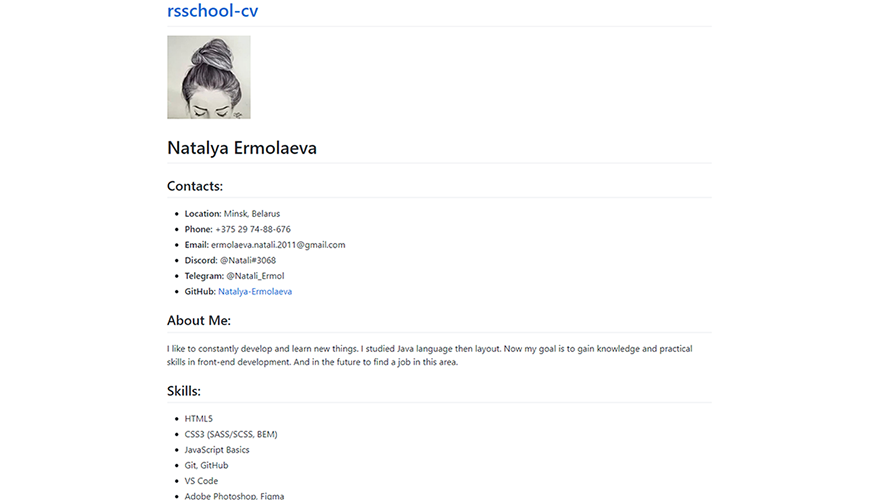 rsschool-cv
Natalya Ermolaeva
Contacts:
• Location: Minsk, Belarus
• Phone: +375 29 74-88-676
• Email: ermolaeva.natali.2011@gmail.com
• Discord: @Natali#3068
• Telegram: @Natali_Ermol
• GitHub: Natalya-Ermolaeva
About Me:
I like to constantly develop and learn new things. I studied Java language then layout. Now my goal is to gain knowledge and practical
skills in front-end development. And in the future to find a job in this area.
Skills:
• HTML5
• CSS3 (SASS/SCSS, BEM)
• JavaScript Basics
• Git, GitHub
• VS Code
• Adobe Photoshop, Figma